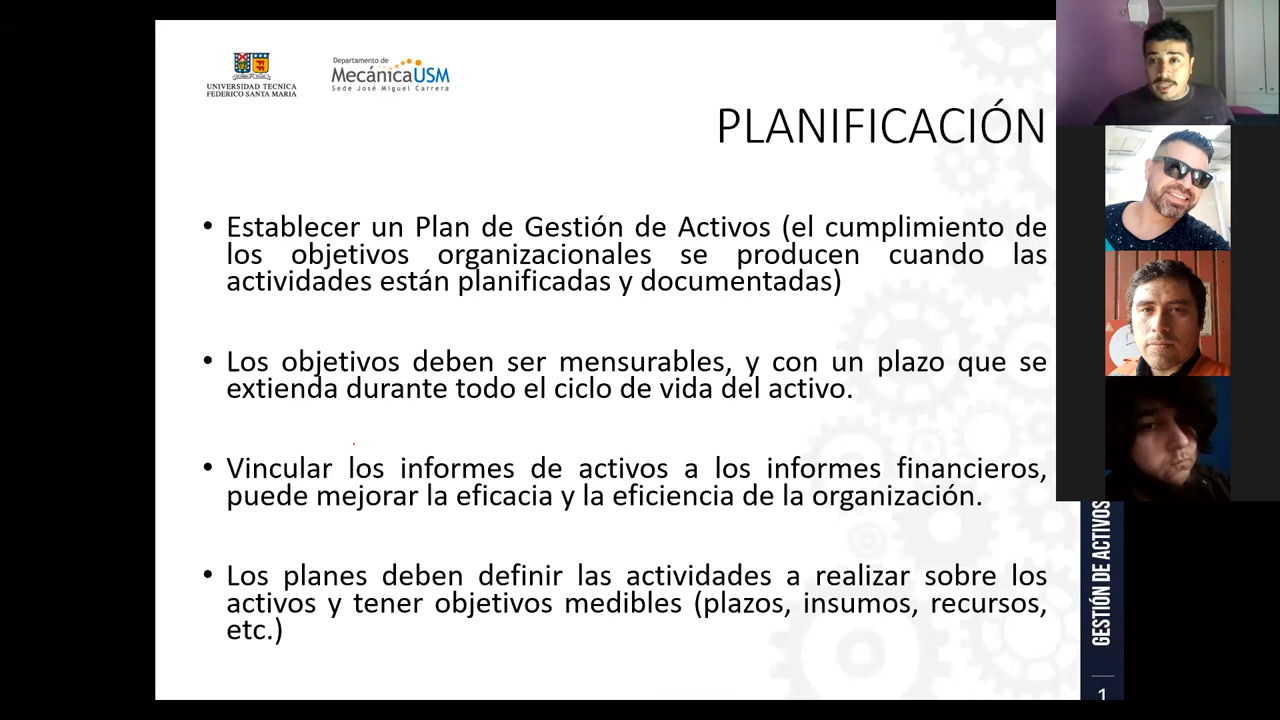 UNIVERSIDAD TÉCNICA
FEDERICO SANTA MARIA
Departamento de
MecánicaUSM
Sede José Miguel Carrera
PLANIFICACIÓN
• Establecer un Plan de Gestión de Activos (el cumplimiento de
los objetivos organizacionales se producen cuando las
actividades están planificadas y documentadas)
• Los objetivos deben ser mensurables, y con un plazo que se
extienda durante todo el ciclo de vida del activo.
• Vincular los informes de activos a los informes financieros,
puede mejorar la eficacia y la eficiencia de la organización.
• Los planes deben definir las actividades a realizar sobre los
activos y tener objetivos medibles (plazos, insumos, recursos,
etc.)
GESTIÓN DE ACTIVOS
1